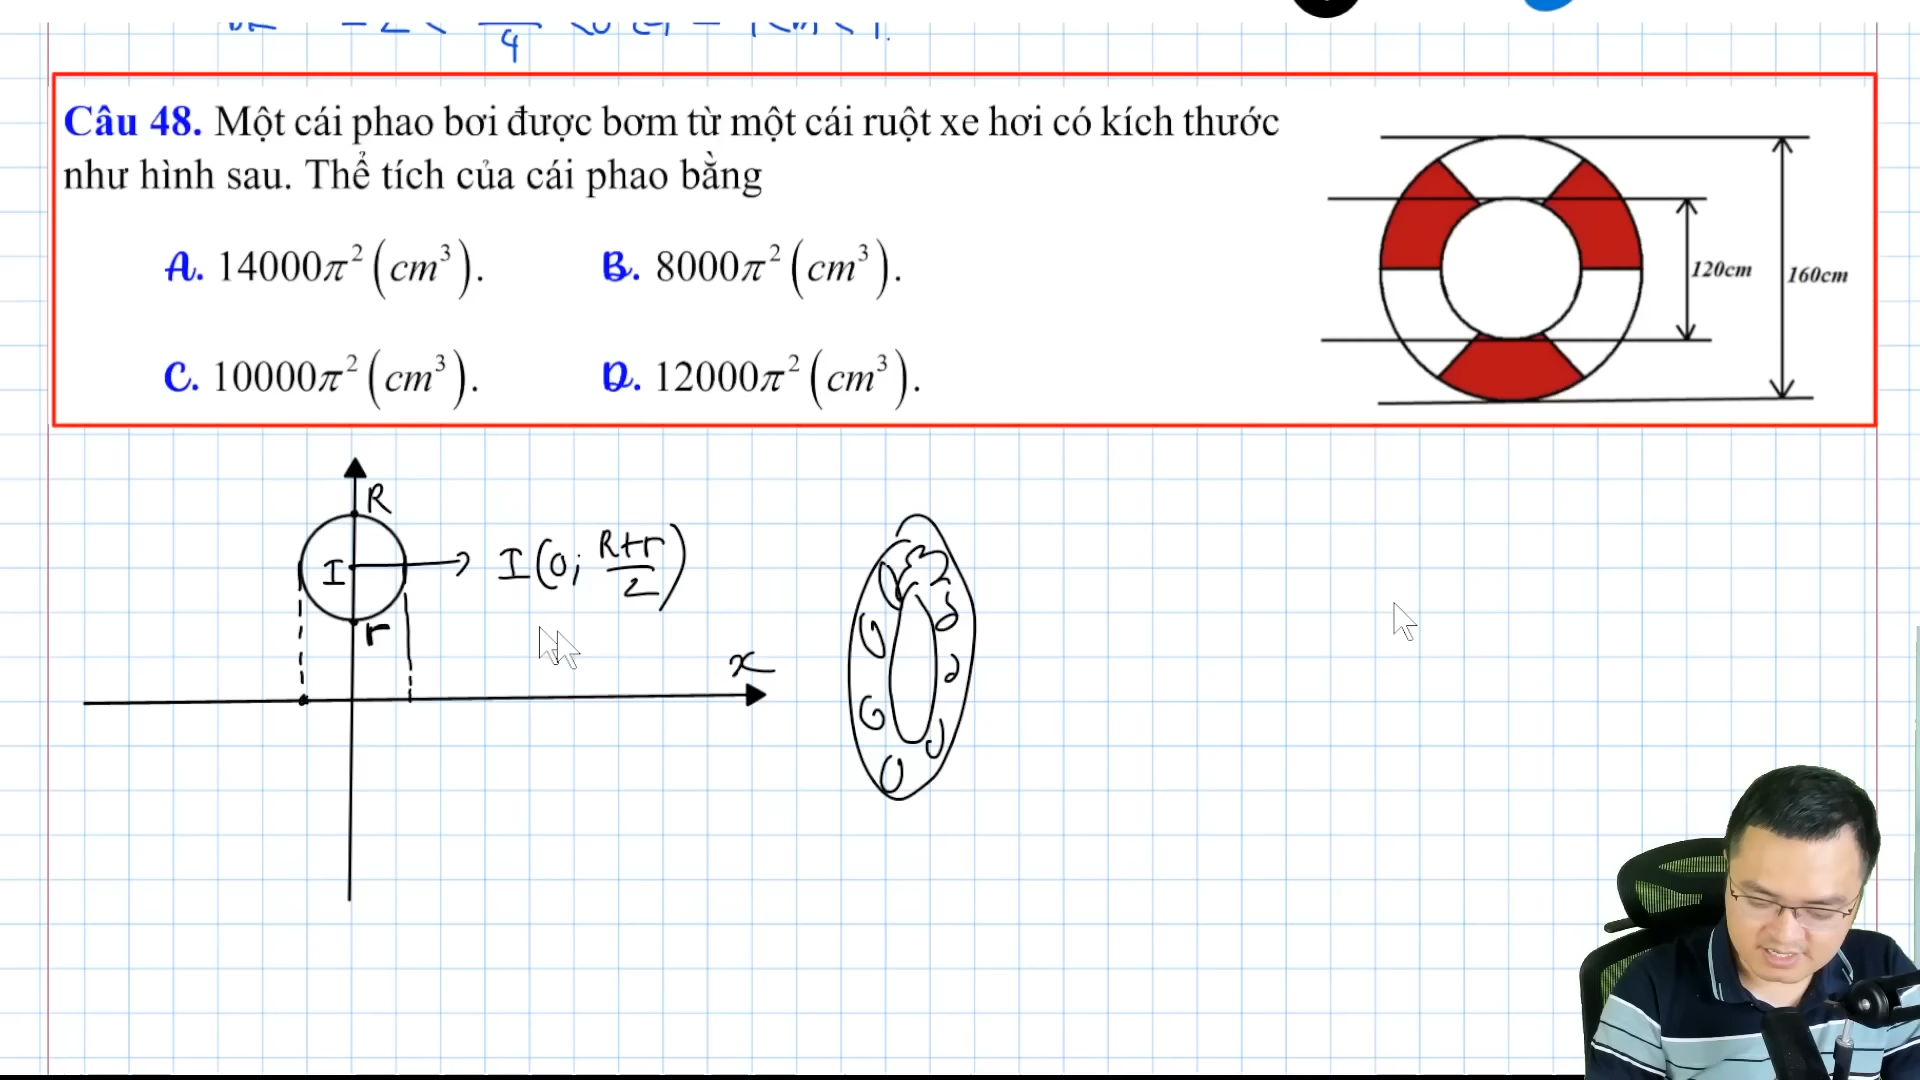 Câu 48. Một cái phao bơi được bơm từ một cái ruột xe hơi có kích thước
như hình sau. Thể tích của cái phao bằng
A. 14000π² (cm³). B. 8000π² (cm³).
C. 10000π² (cm³). D. 12000π² (cm³).
120cm 160cm
R
I
I(0; R+r/2)
r
x